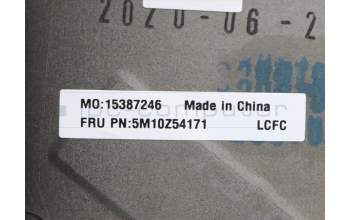 2020-06-2
MO:15387246 Made in China
FRU PN:5M10Z54171 LCFC